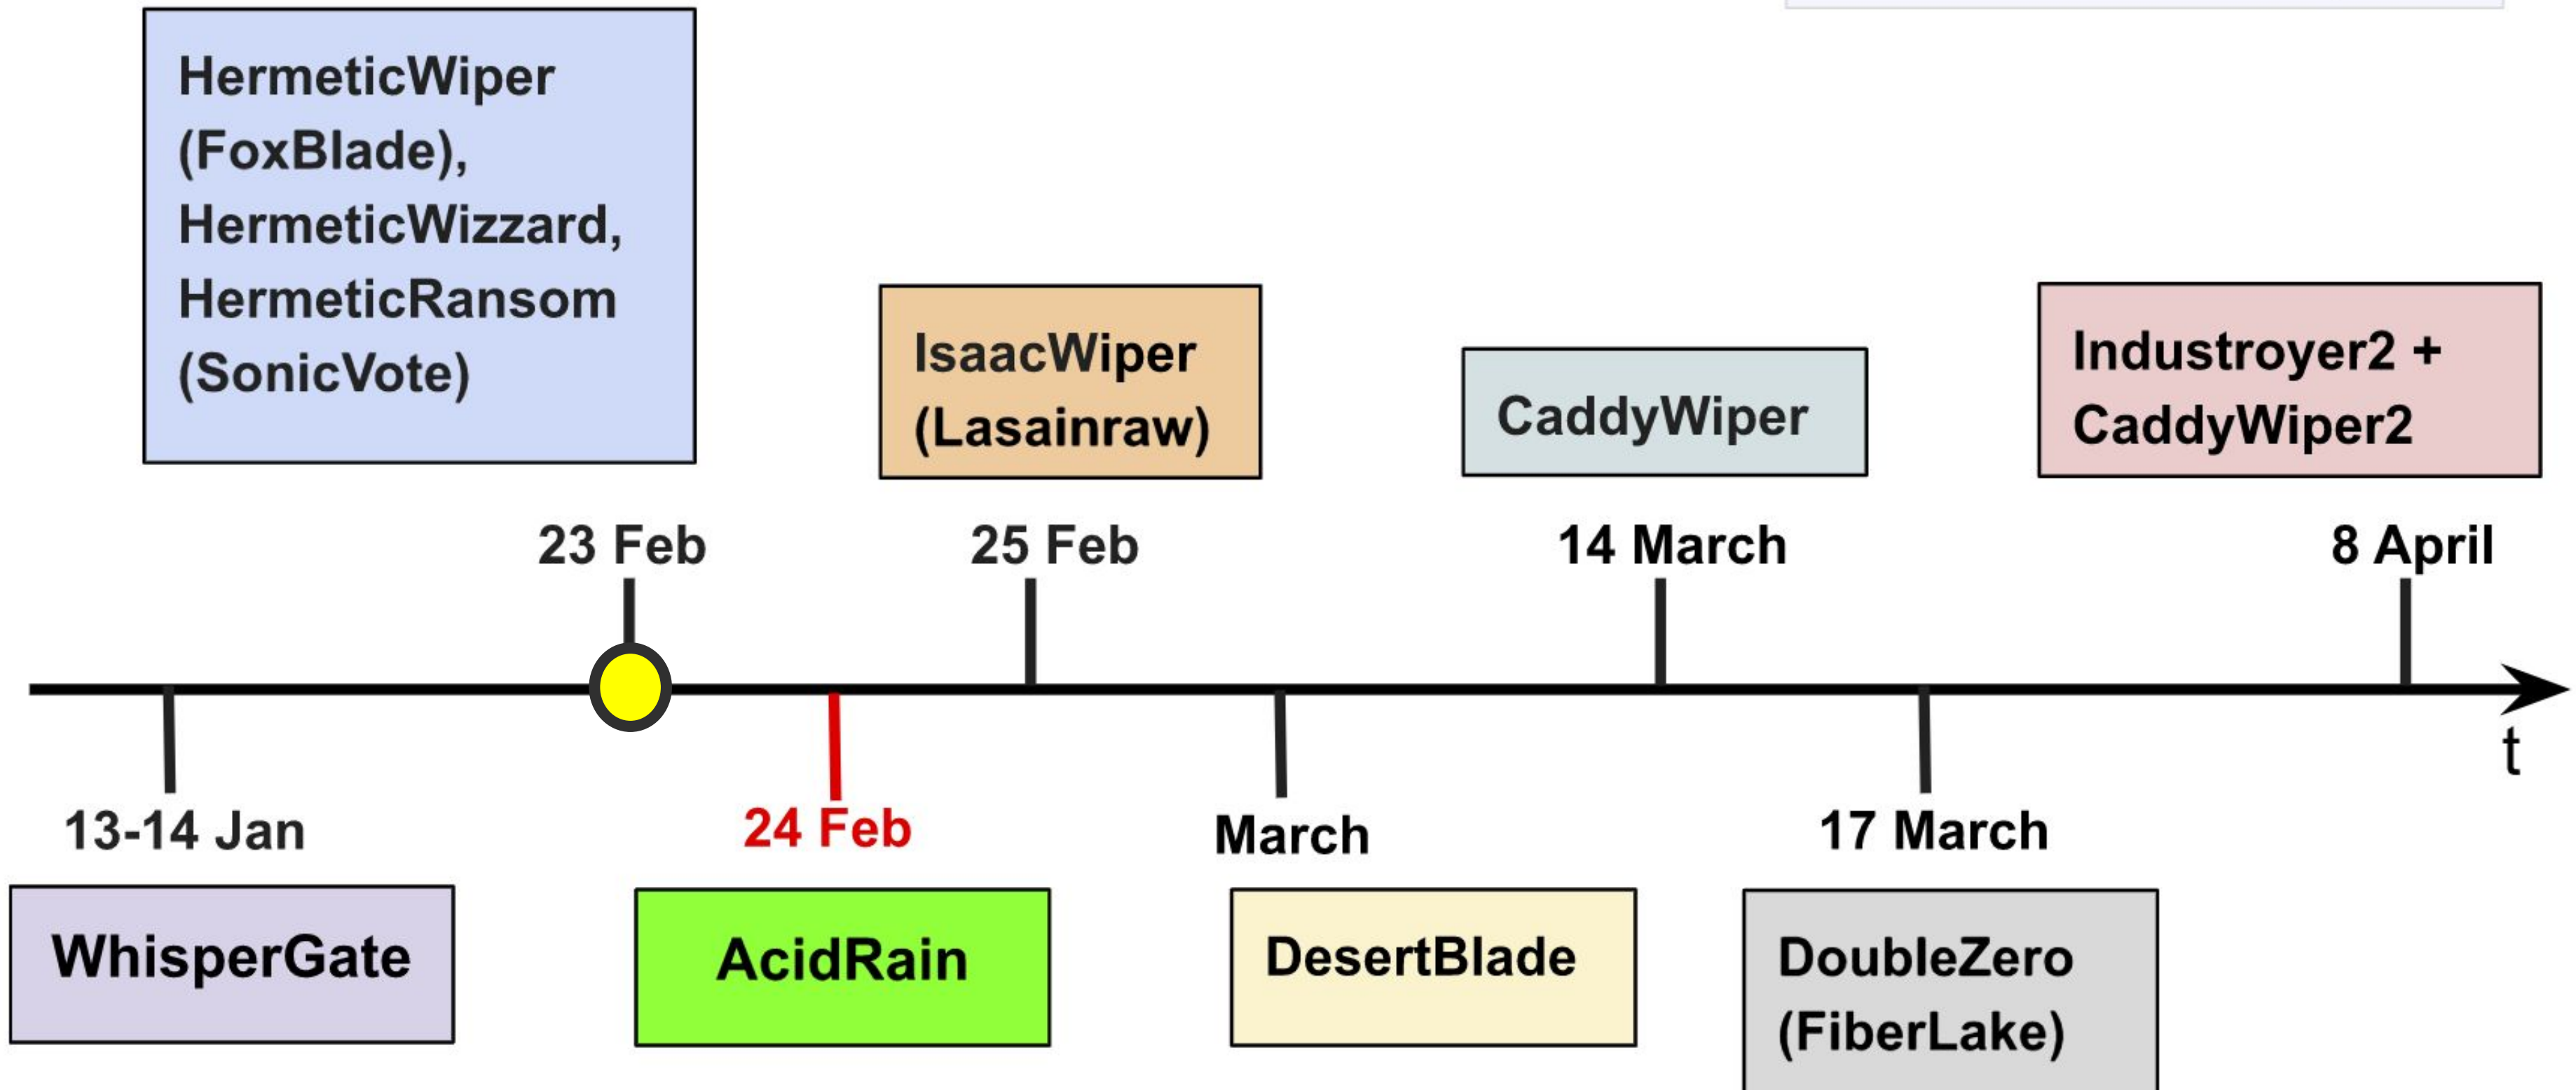 HermeticWiper
(FoxBlade),
HermeticWizzard,
HermeticRansom
(SonicVote)
IsaacWiper
(Lasainraw)
CaddyWiper
Industroyer2 +
CaddyWiper2
23 Feb
25 Feb
14 March
8 April
t
13-14 Jan
24 Feb
March
17 March
WhisperGate
AcidRain
DesertBlade
DoubleZero
(FiberLake)